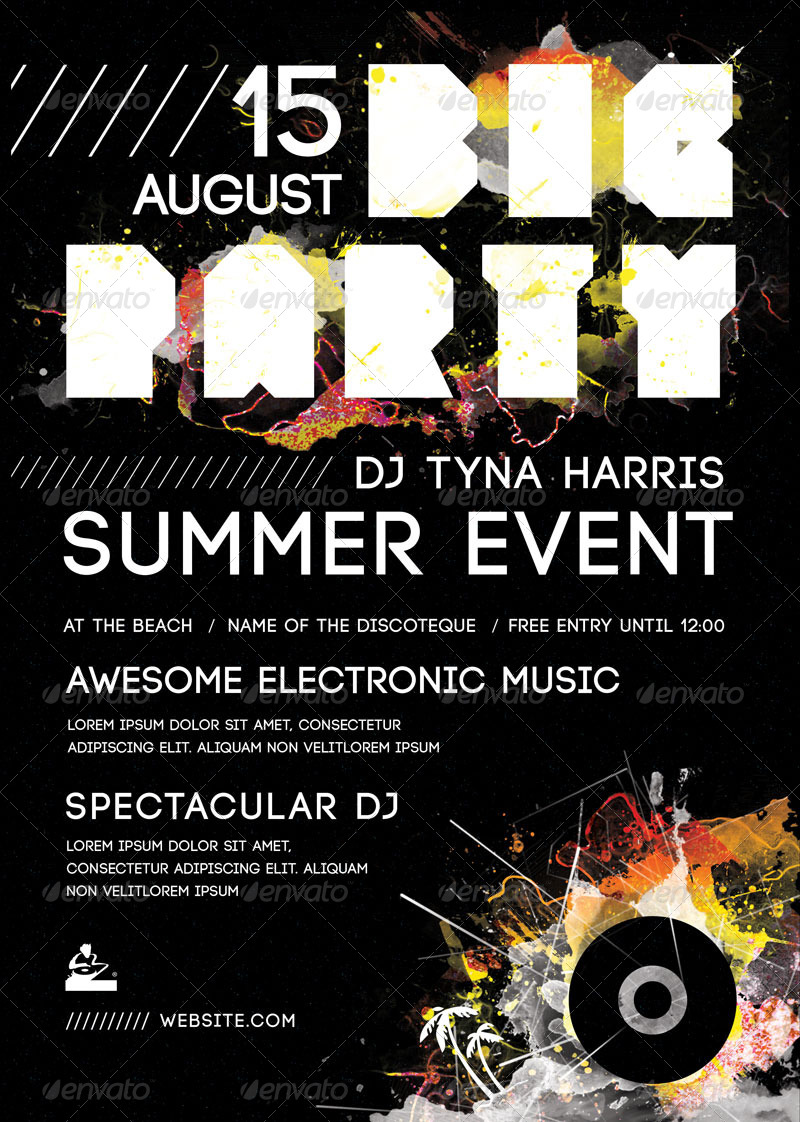 15
AUGUST
BIG
PARTY
DJ TYNA HARRIS
SUMMER EVENT
AT THE BEACH / NAME OF THE DISCOTEQUE / FREE ENTRY UNTIL 12:00
AWESOME ELECTRONIC MUSIC
LOREM IPSUM DOLOR SIT AMET, CONSECTETUR
ADIPISCING ELIT. ALIQUAM NON VELITLOREM IPSUM
SPECTACULAR DJ
LOREM IPSUM DOLOR SIT AMET,
CONSECTETUR ADIPISCING ELIT. ALIQUAM
NON VELITLOREM IPSUM
®
////////// WEBSITE.COM
envato